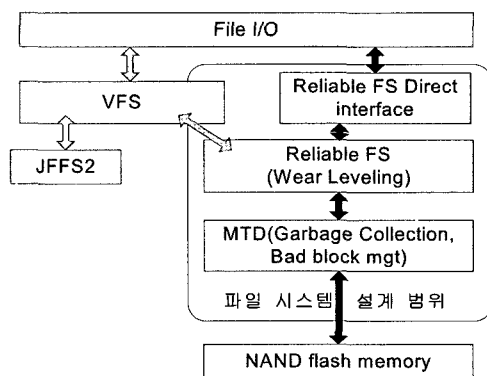 File I/O
VFS
Reliable FS Direct
interface
JFFS2
Reliable FS
(Wear Leveling)
MTD(Garbage Collection,
Bad block mgt)
파일 시스템 설계 범위
NAND flash memory